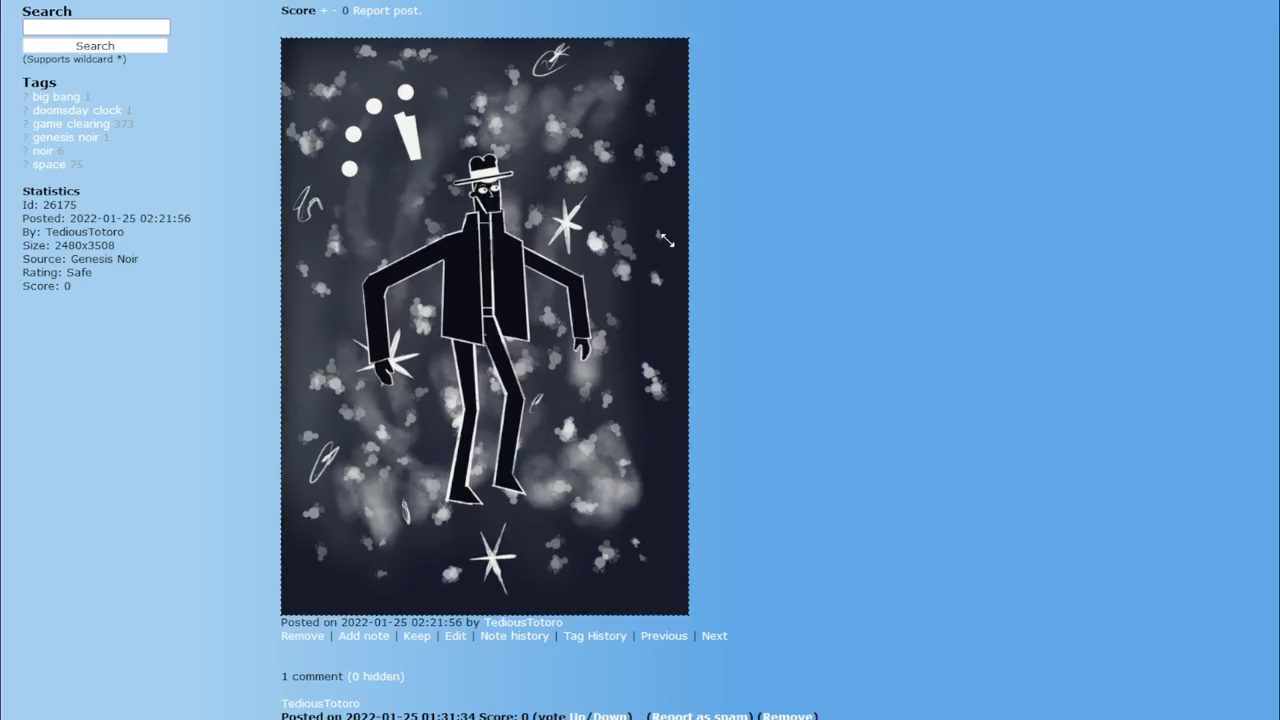 Search
Search
(Supports wildcard *)
Tags
? big bang 1
? doomsday clock 1
? game clearing 373
? genesis noir 1
? noir 6
? space 75
Statistics
Id: 26175
Posted: 2022-01-25 02:21:56
By: TediousTotoro
Size: 2480x3508
Source: Genesis Noir
Rating: Safe
Score: 0
Score + - 0 Report post.
Posted on 2022-01-25 02:21:56 by TediousTotoro
Remove | Add note | Keep | Edit | Note history | Tag History | Previous | Next
1 comment (0 hidden)
TediousTotoro
Posted on 2022-01-25 01:31:34 Score: 0 (vote Up/Down) (Report as spam) (Remove)